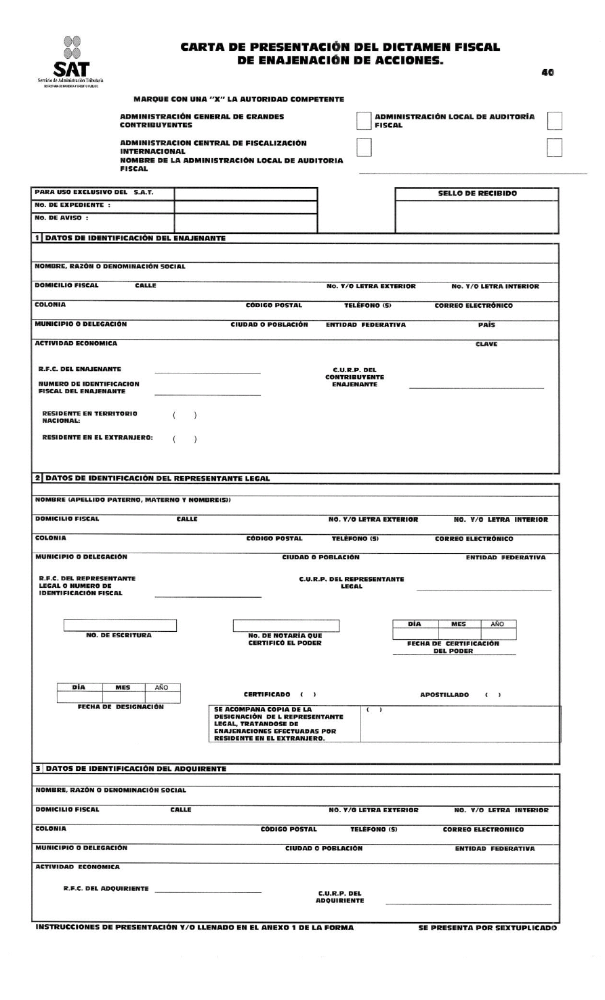 SAT
Servicio de Administración Tributaria
SECRETARIA DE HACIENDA Y CREDITO PUBLICO
CARTA DE PRESENTACIÓN DEL DICTAMEN FISCAL
DE ENAJENACIÓN DE ACCIONES.
40
MARQUE CON UNA "X" LA AUTORIDAD COMPETENTE
ADMINISTRACIÓN GENERAL DE GRANDES
CONTRIBUYENTES
ADMINISTRACIÓN LOCAL DE AUDITORÍA
FISCAL
ADMINISTRACION CENTRAL DE FISCALIZACIÓN
INTERNACIONAL
NOMBRE DE LA ADMINISTRACIÓN LOCAL DE AUDITORIA
FISCAL
PARA USO EXCLUSIVO DEL S.A.T.
SELLO DE RECIBIDO
No. DE EXPEDIENTE :
No. DE AVISO :
1 DATOS DE IDENTIFICACIÓN DEL ENAJENANTE
NOMBRE, RAZÓN O DENOMINACIÓN SOCIAL
DOMICILIO FISCAL CALLE No. Y/O LETRA EXTERIOR No. Y/O LETRA INTERIOR
COLONIA CÓDIGO POSTAL TELÉFONO (S) CORREO ELECTRÓNICO
MUNICIPIO O DELEGACIÓN CIUDAD O POBLACIÓN ENTIDAD FEDERATIVA PAÍS
ACTIVIDAD ECONOMICA CLAVE
R.F.C. DEL ENAJENANTE
C.U.R.P. DEL
CONTRIBUYENTE
ENAJENANTE
NUMERO DE IDENTIFICACION
FISCAL DEL ENAJENANTE
RESIDENTE EN TERRITORIO
NACIONAL: ( )
RESIDENTE EN EL EXTRANJERO: ( )
2 DATOS DE IDENTIFICACIÓN DEL REPRESENTANTE LEGAL
NOMBRE (APELLIDO PATERNO, MATERNO Y NOMBRE(S))
DOMICILIO FISCAL CALLE NO. Y/O LETRA EXTERIOR NO. Y/O LETRA INTERIOR
COLONIA CÓDIGO POSTAL TELÉFONO (S) CORREO ELECTRÓNICO
MUNICIPIO O DELEGACIÓN CIUDAD O POBLACIÓN ENTIDAD FEDERATIVA
R.F.C. DEL REPRESENTANTE
LEGAL O NUMERO DE
IDENTIFICACIÓN FISCAL
C.U.R.P. DEL REPRESENTANTE
LEGAL
NO. DE ESCRITURA
No. DE NOTARÍA QUE
CERTIFICÓ EL PODER
DÍA MES AÑO
FECHA DE CERTIFICACIÓN
DEL PODER
DÍA MES AÑO
FECHA DE DESIGNACIÓN
CERTIFICADO ( ) APOSTILLADO ( )
SE ACOMPANA COPIA DE LA
DESIGNACIÓN DE L REPRESENTANTE
LEGAL, TRATANDOSE DE
ENAJENACIONES EFECTUADAS POR
RESIDENTE EN EL EXTRANJERO.
( )
3 DATOS DE IDENTIFICACIÓN DEL ADQUIRENTE
NOMBRE, RAZÓN O DENOMINACIÓN SOCIAL
DOMICILIO FISCAL CALLE NO. Y/O LETRA EXTERIOR NO. Y/O LETRA INTERIOR
COLONIA CÓDIGO POSTAL TELÉFONO (S) CORREO ELECTRONIICO
MUNICIPIO O DELEGACIÓN CIUDAD O POBLACIÓN ENTIDAD FEDERATIVA
ACTIVIDAD ECONOMICA
R.F.C. DEL ADQUIRIENTE
C.U.R.P. DEL
ADQUIRIENTE
INSTRUCCIONES DE PRESENTACIÓN Y/O LLENADO EN EL ANEXO 1 DE LA FORMA SE PRESENTA POR SEXTUPLICADO